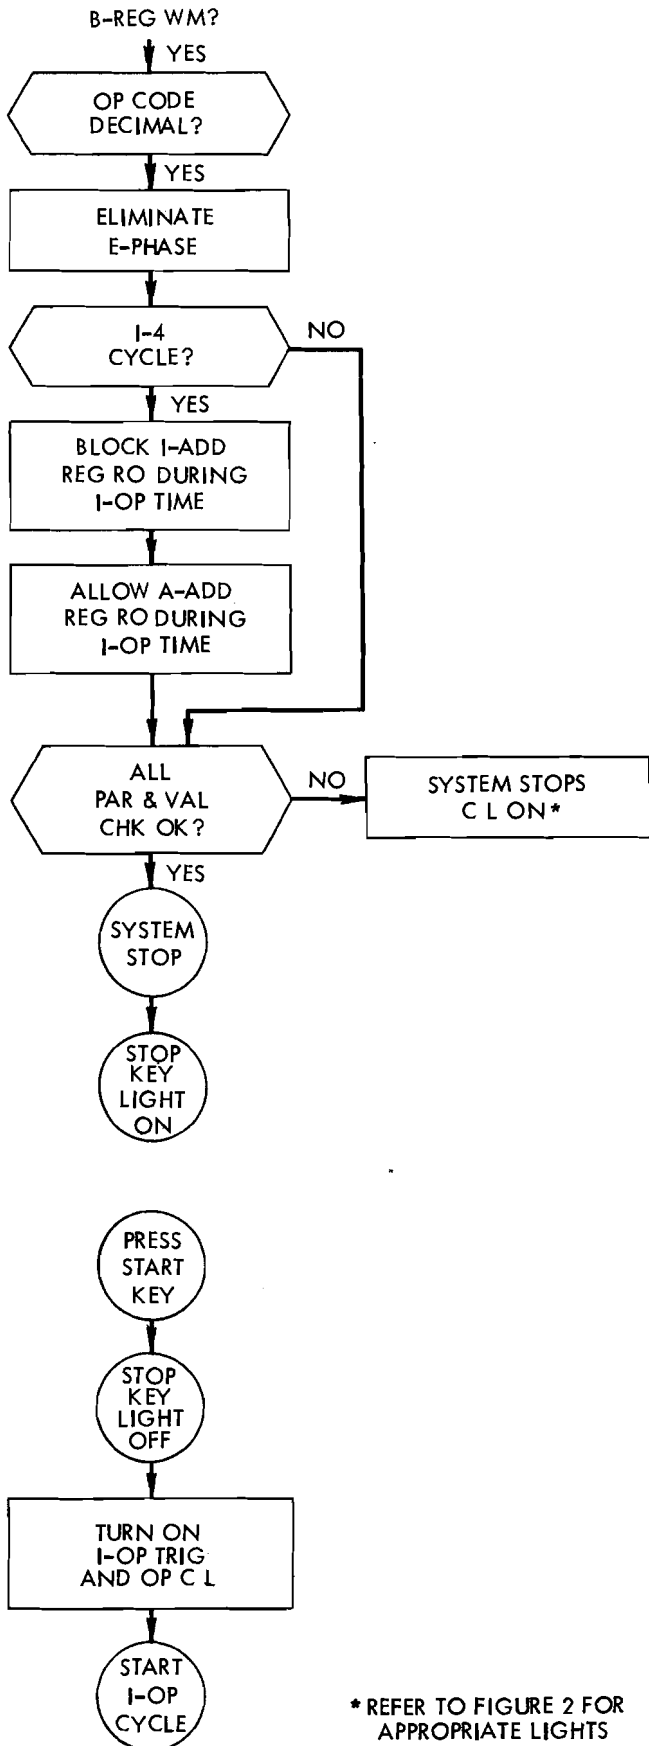 B-REG WM?
YES
OP CODE
DECIMAL?
YES
ELIMINATE
E-PHASE
I-4
CYCLE?
NO
YES
BLOCK I-ADD
REG RO DURING
I-OP TIME
ALLOW A-ADD
REG RO DURING
I-OP TIME
ALL
PAR & VAL
CHK OK?
NO
SYSTEM STOPS
C L ON*
YES
SYSTEM
STOP
STOP
KEY
LIGHT
ON
PRESS
START
KEY
STOP
KEY
LIGHT
OFF
TURN ON
I-OP TRIG
AND OP C L
START
I-OP
CYCLE
* REFER TO FIGURE 2 FOR
APPROPRIATE LIGHTS